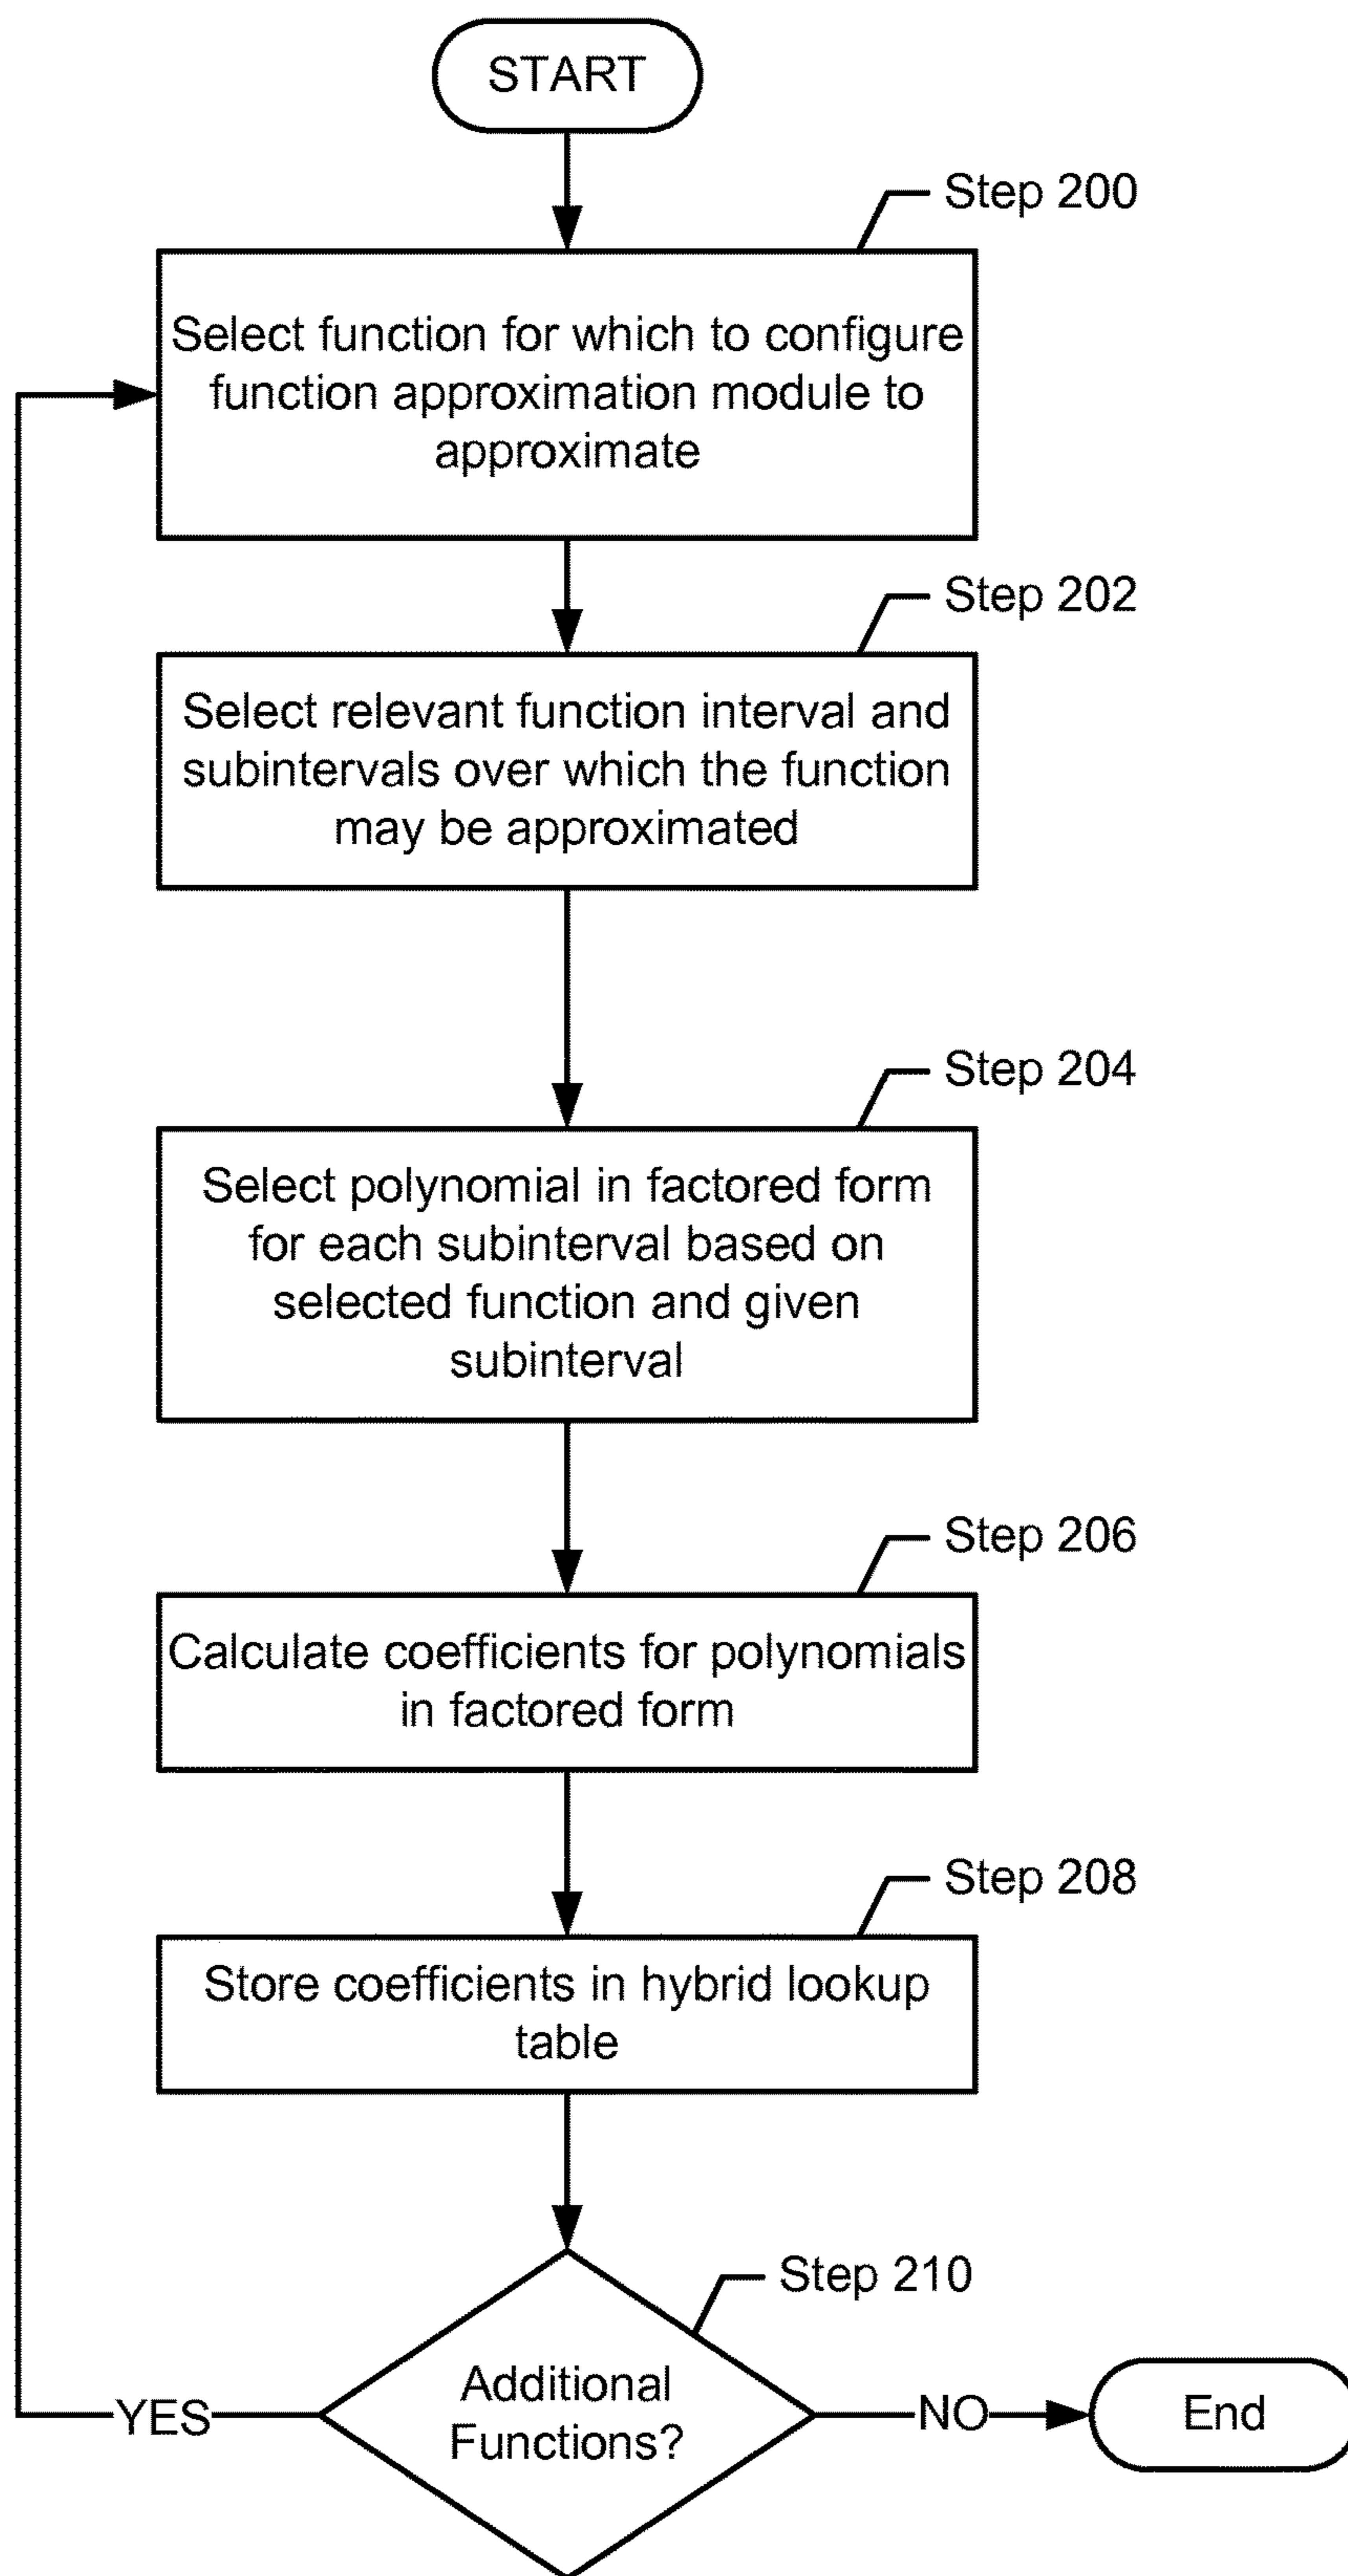 START
Step 200
Select function for which to configure
function approximation module to
approximate
Step 202
Select relevant function interval and
subintervals over which the function
may be approximated
Step 204
Select polynomial in factored form
for each subinterval based on
selected function and given
subinterval
Step 206
Calculate coefficients for polynomials
in factored form
Step 208
Store coefficients in hybrid lookup
table
Step 210
Additional
Functions?
YES
NO
End